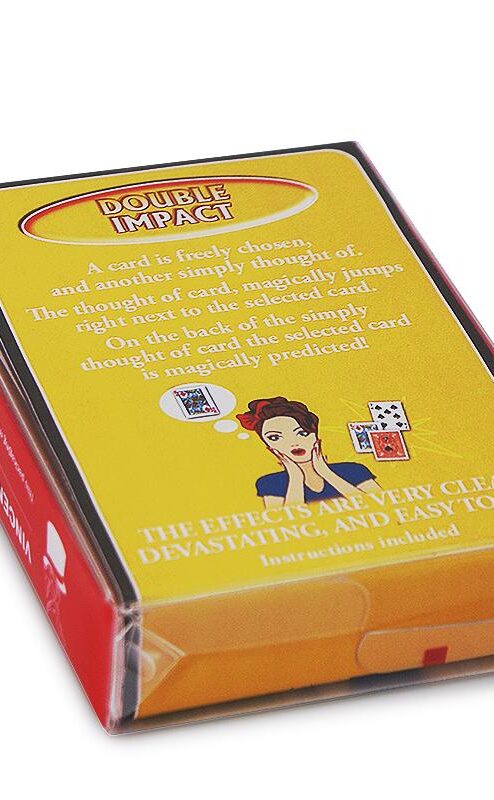 DOUBLE
IMPACT
A card is freely chosen,
and another simply thought of.
The thought of card, magically jumps
right next to the selected card.
On the back of the simply
thought of card the selected card
is magically predicted!
THE EFFECTS ARE VERY CLEA
DEVASTATING, AND EASY TO
Instructions included
VINCEN